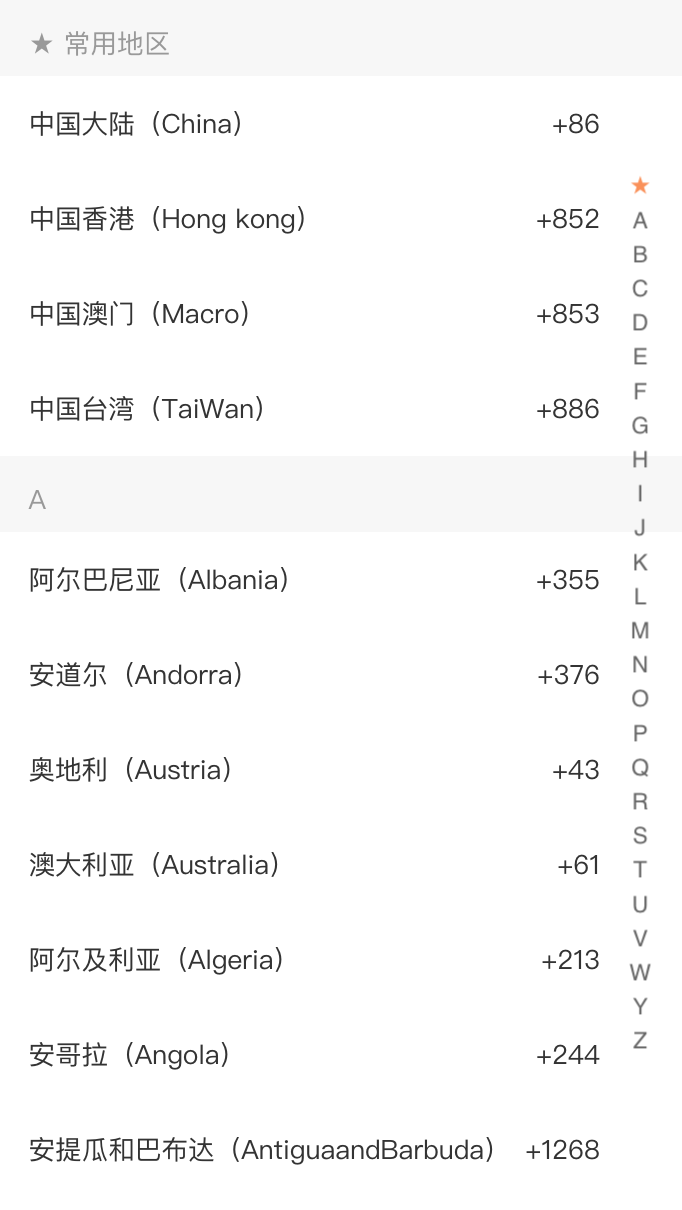 ★ 常用地区
中国大陆（China） +86
中国香港（Hong kong） +852
中国澳门（Macro） +853
中国台湾（TaiWan） +886
A
阿尔巴尼亚（Albania） +355
安道尔（Andorra） +376
奥地利（Austria） +43
澳大利亚（Australia） +61
阿尔及利亚（Algeria） +213
安哥拉（Angola） +244
安提瓜和巴布达（AntiguaandBarbuda） +1268
★
A
B
C
D
E
F
G
H
I
J
K
L
M
N
O
P
Q
R
S
T
U
V
W
Y
Z